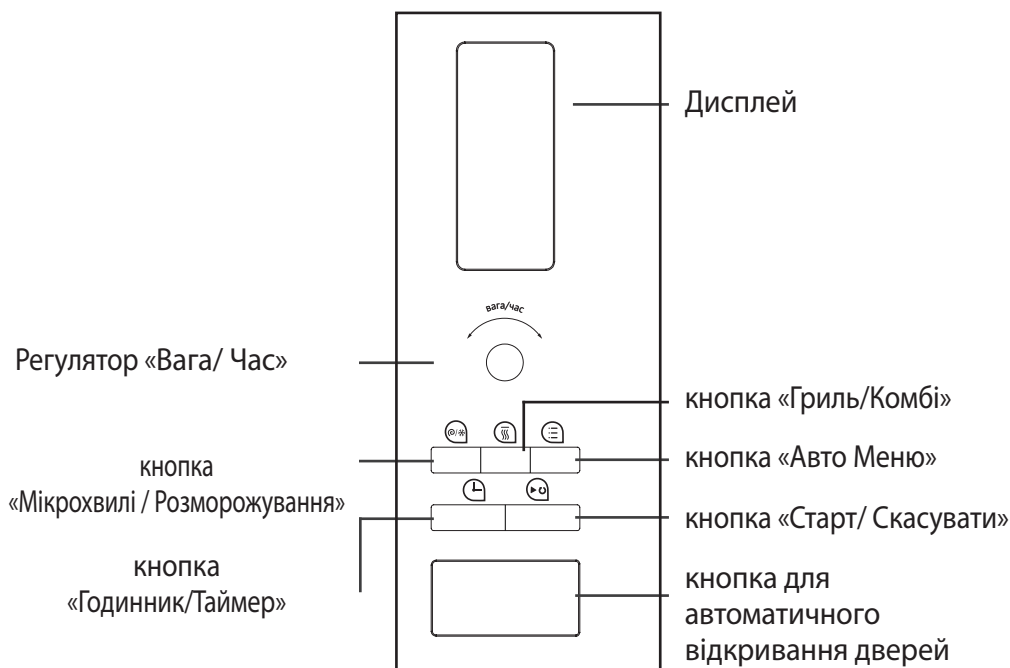 Дисплей
вага/час
Регулятор «Вага/ Час»
кнопка «Гриль/Комбі»
кнопка
«Мікрохвилі / Розморожування»
кнопка «Авто Меню»
кнопка «Старт/ Скасувати»
кнопка
«Годинник/Таймер»
кнопка для
автоматичного
відкривання дверей